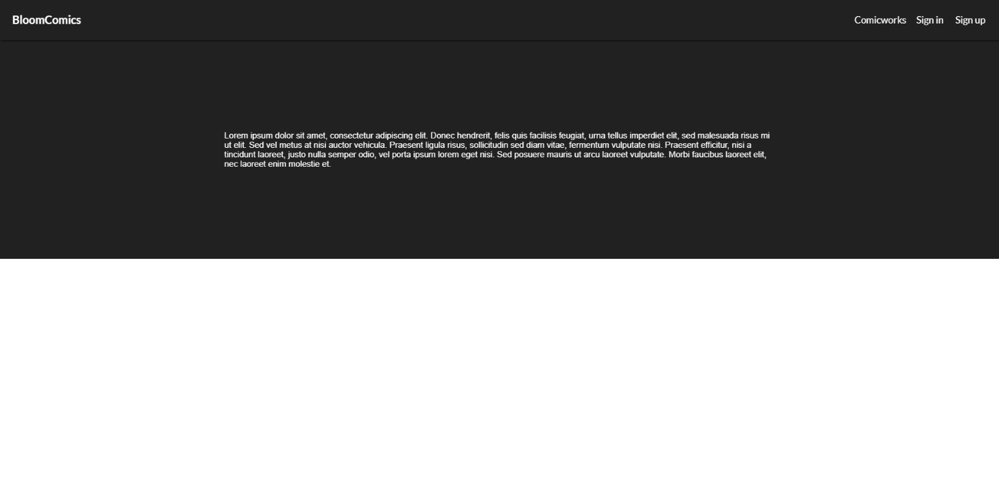 BloomComics
Comicworks Sign in Sign up
Lorem ipsum dolor sit amet, consectetur adipiscing elit. Donec hendrerit, felis quis facilisis feugiat, urna tellus imperdiet elit, sed malesuada risus mi
ut elit. Sed vel metus at nisi auctor vehicula. Praesent ligula risus, sollicitudin sed diam vitae, fermentum vulputate nisi. Praesent efficitur, nisi a
tincidunt laoreet, justo nulla semper odio, vel porta ipsum lorem eget nisi. Sed posuere mauris ut arcu laoreet vulputate. Morbi faucibus laoreet elit,
nec laoreet enim molestie et.